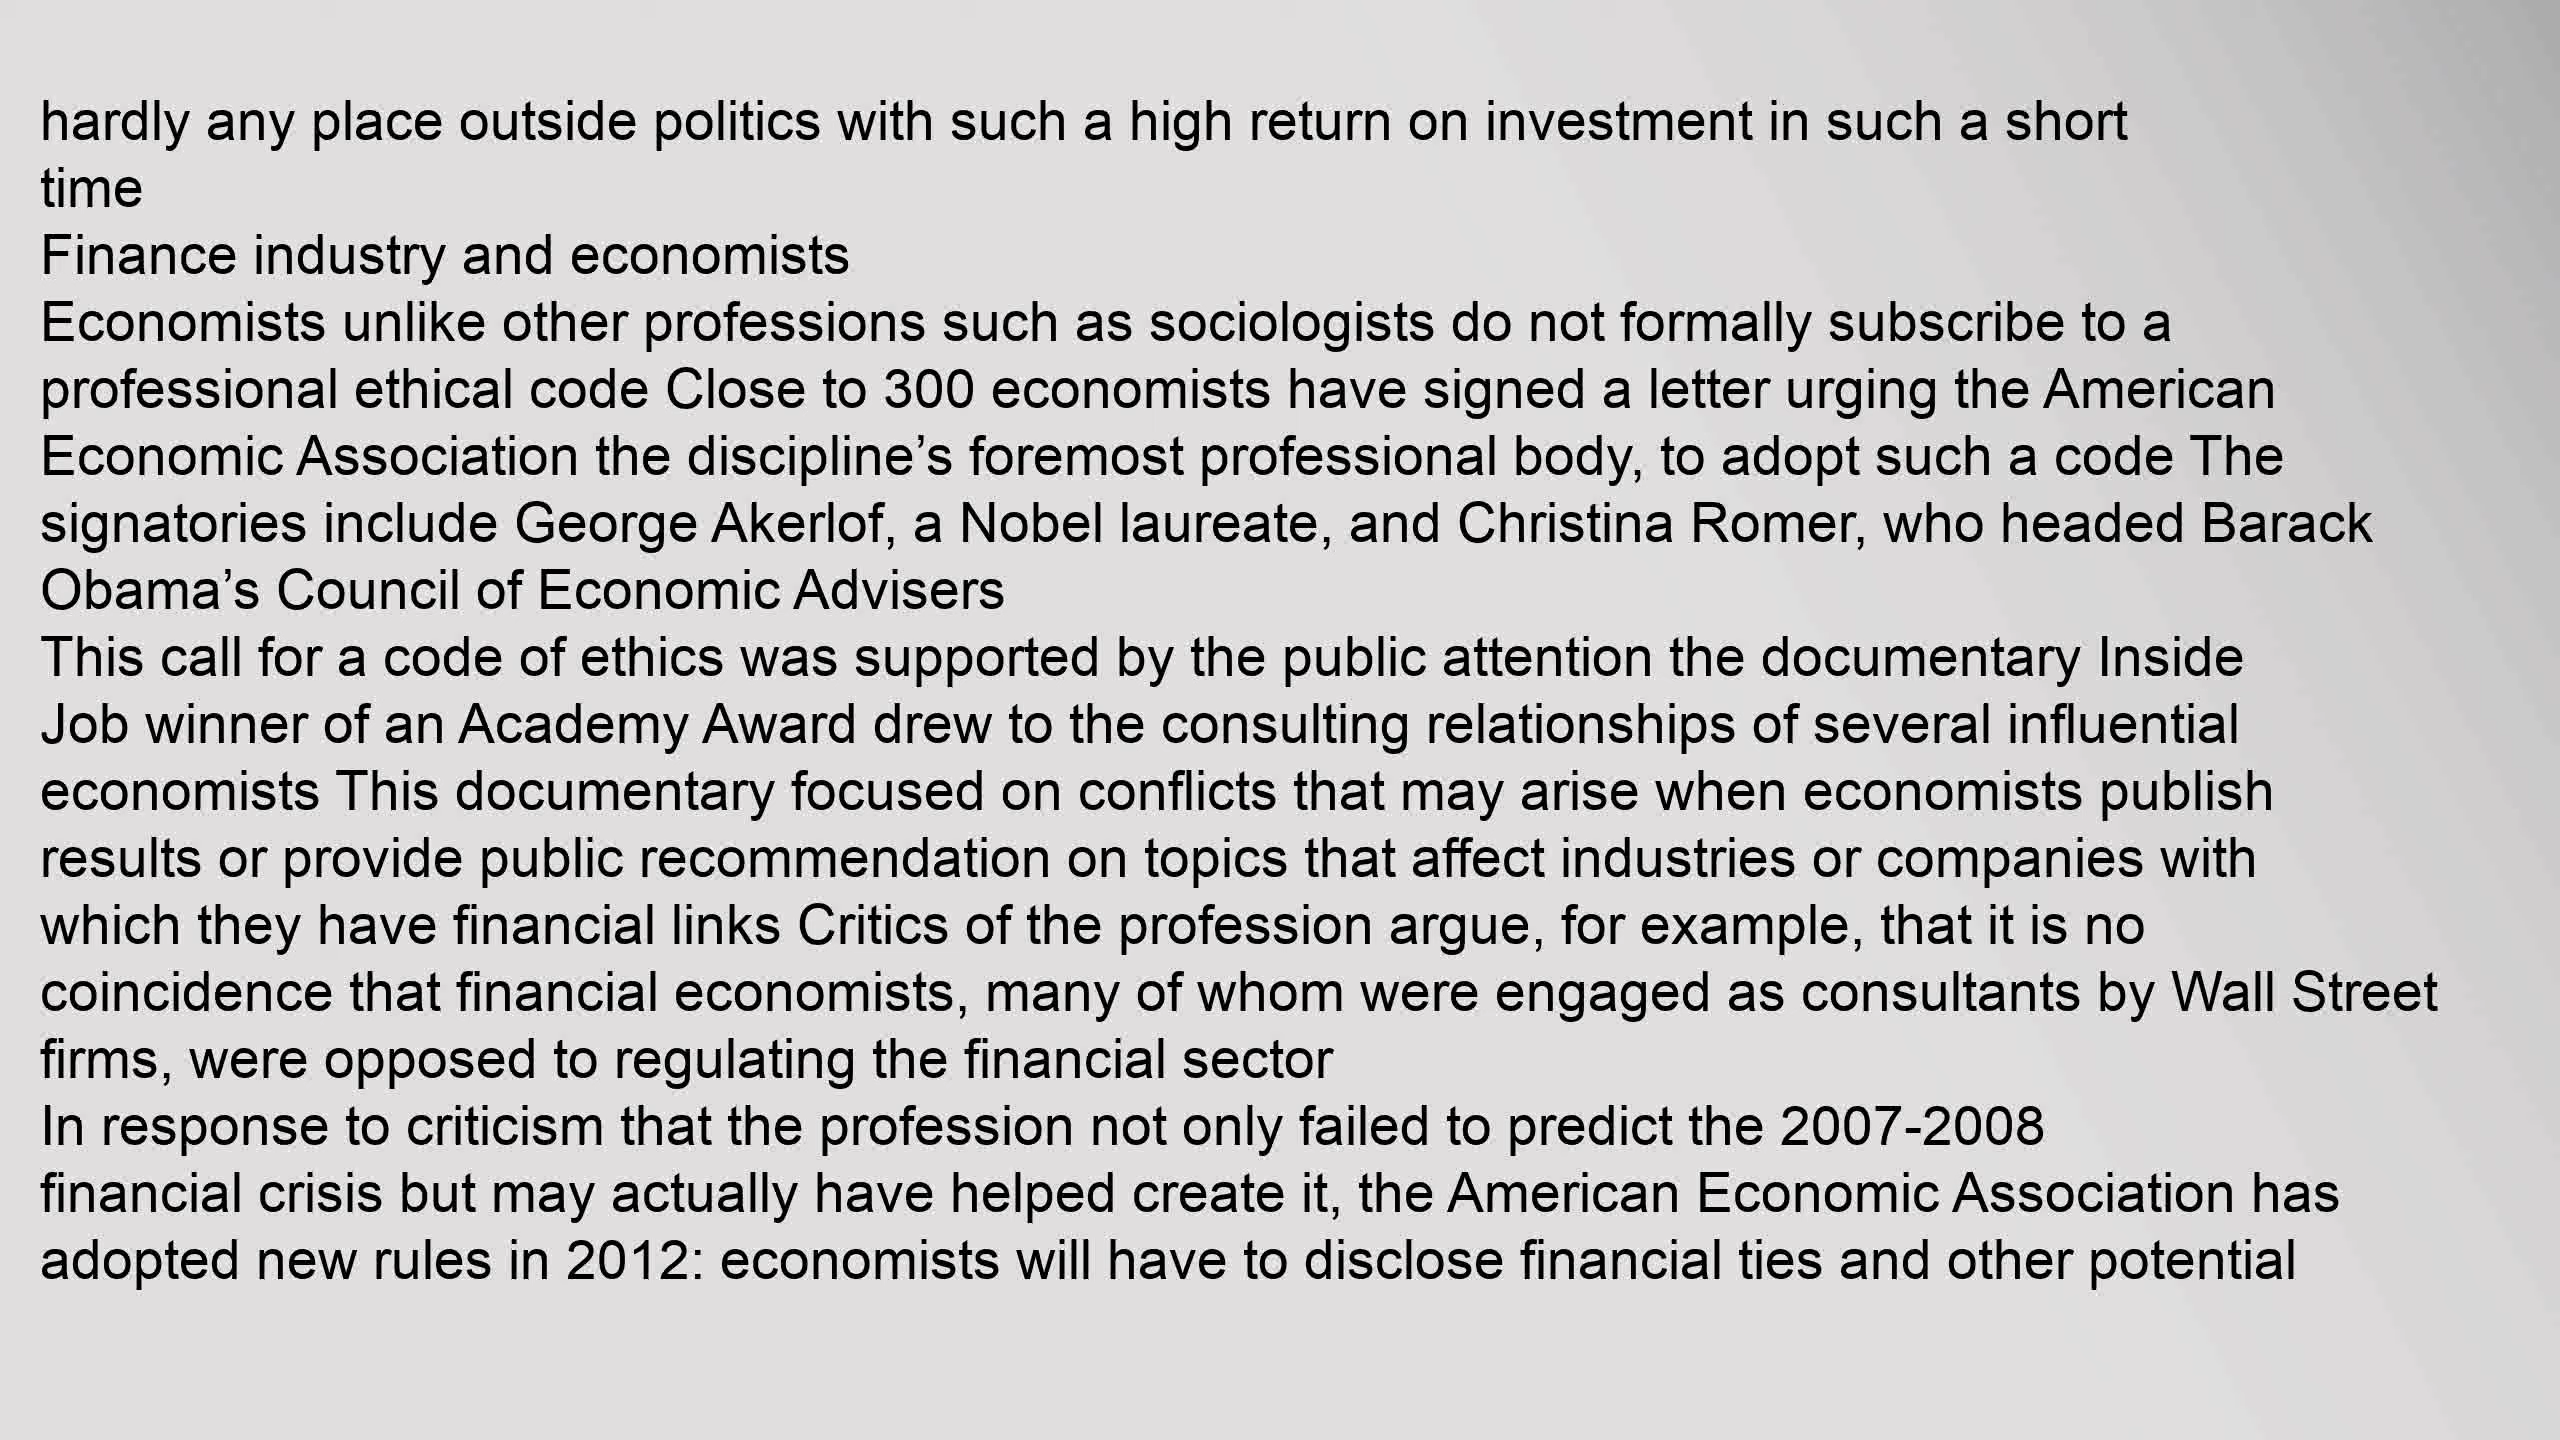 hardly any place outside politics with such a high return on investment in such a short
time
Finance industry and economists
Economists unlike other professions such as sociologists do not formally subscribe to a
professional ethical code Close to 300 economists have signed a letter urging the American
Economic Association the discipline’s foremost professional body, to adopt such a code The
signatories include George Akerlof, a Nobel laureate, and Christina Romer, who headed Barack
Obama’s Council of Economic Advisers
This call for a code of ethics was supported by the public attention the documentary Inside
Job winner of an Academy Award drew to the consulting relationships of several influential
economists This documentary focused on conflicts that may arise when economists publish
results or provide public recommendation on topics that affect industries or companies with
which they have financial links Critics of the profession argue, for example, that it is no
coincidence that financial economists, many of whom were engaged as consultants by Wall Street
firms, were opposed to regulating the financial sector
In response to criticism that the profession not only failed to predict the 2007-2008
financial crisis but may actually have helped create it, the American Economic Association has
adopted new rules in 2012: economists will have to disclose financial ties and other potential